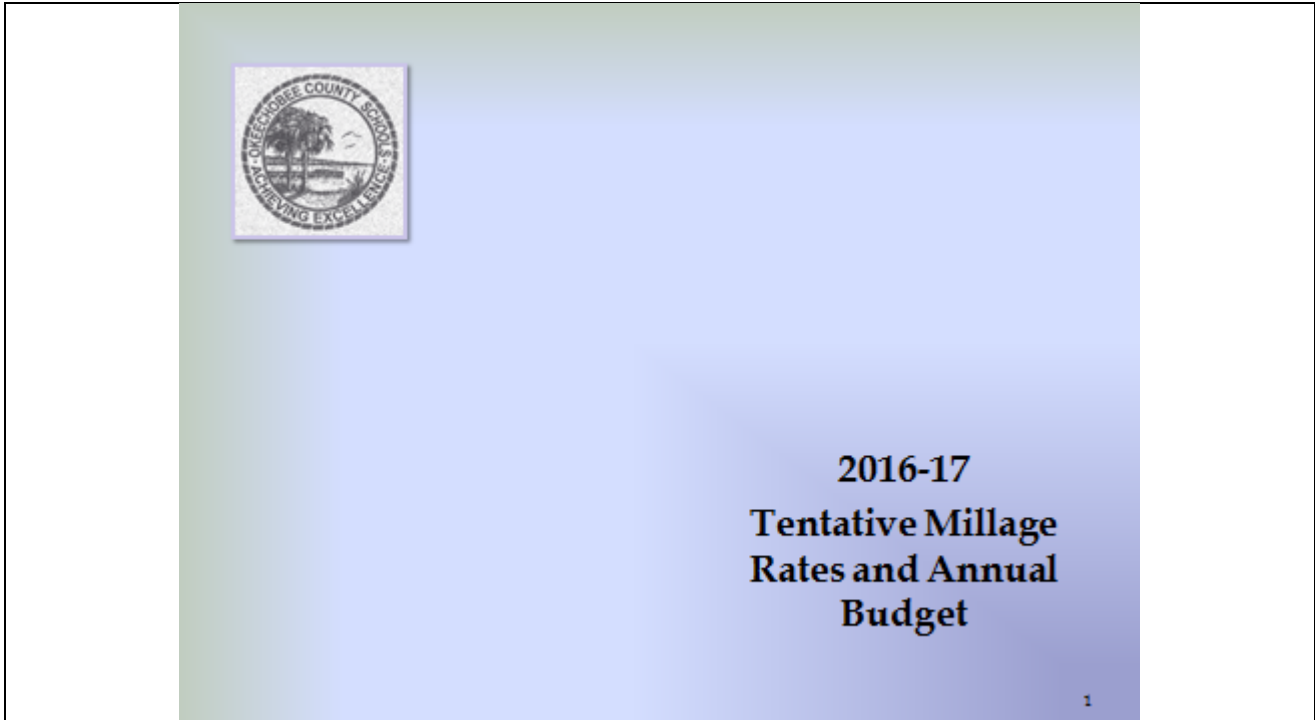 OKEECHOBEE COUNTY SCHOOLS
ACHIEVING EXCELLENCE
2016-17
Tentative Millage
Rates and Annual
Budget
1